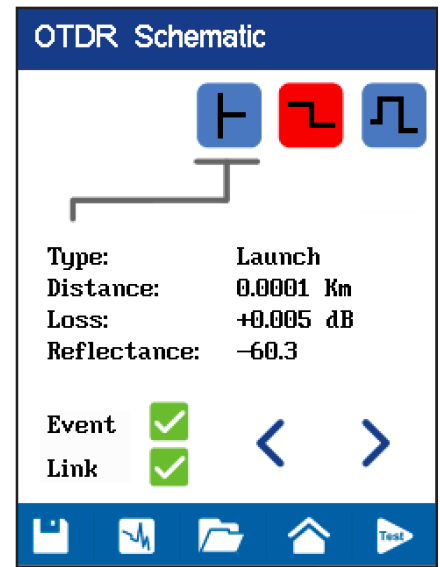 OTDR Schematic
Type: Launch
Distance: 0.0001 Km
Loss: +0.005 dB
Reflectance: -60.3
Event
Link
Test